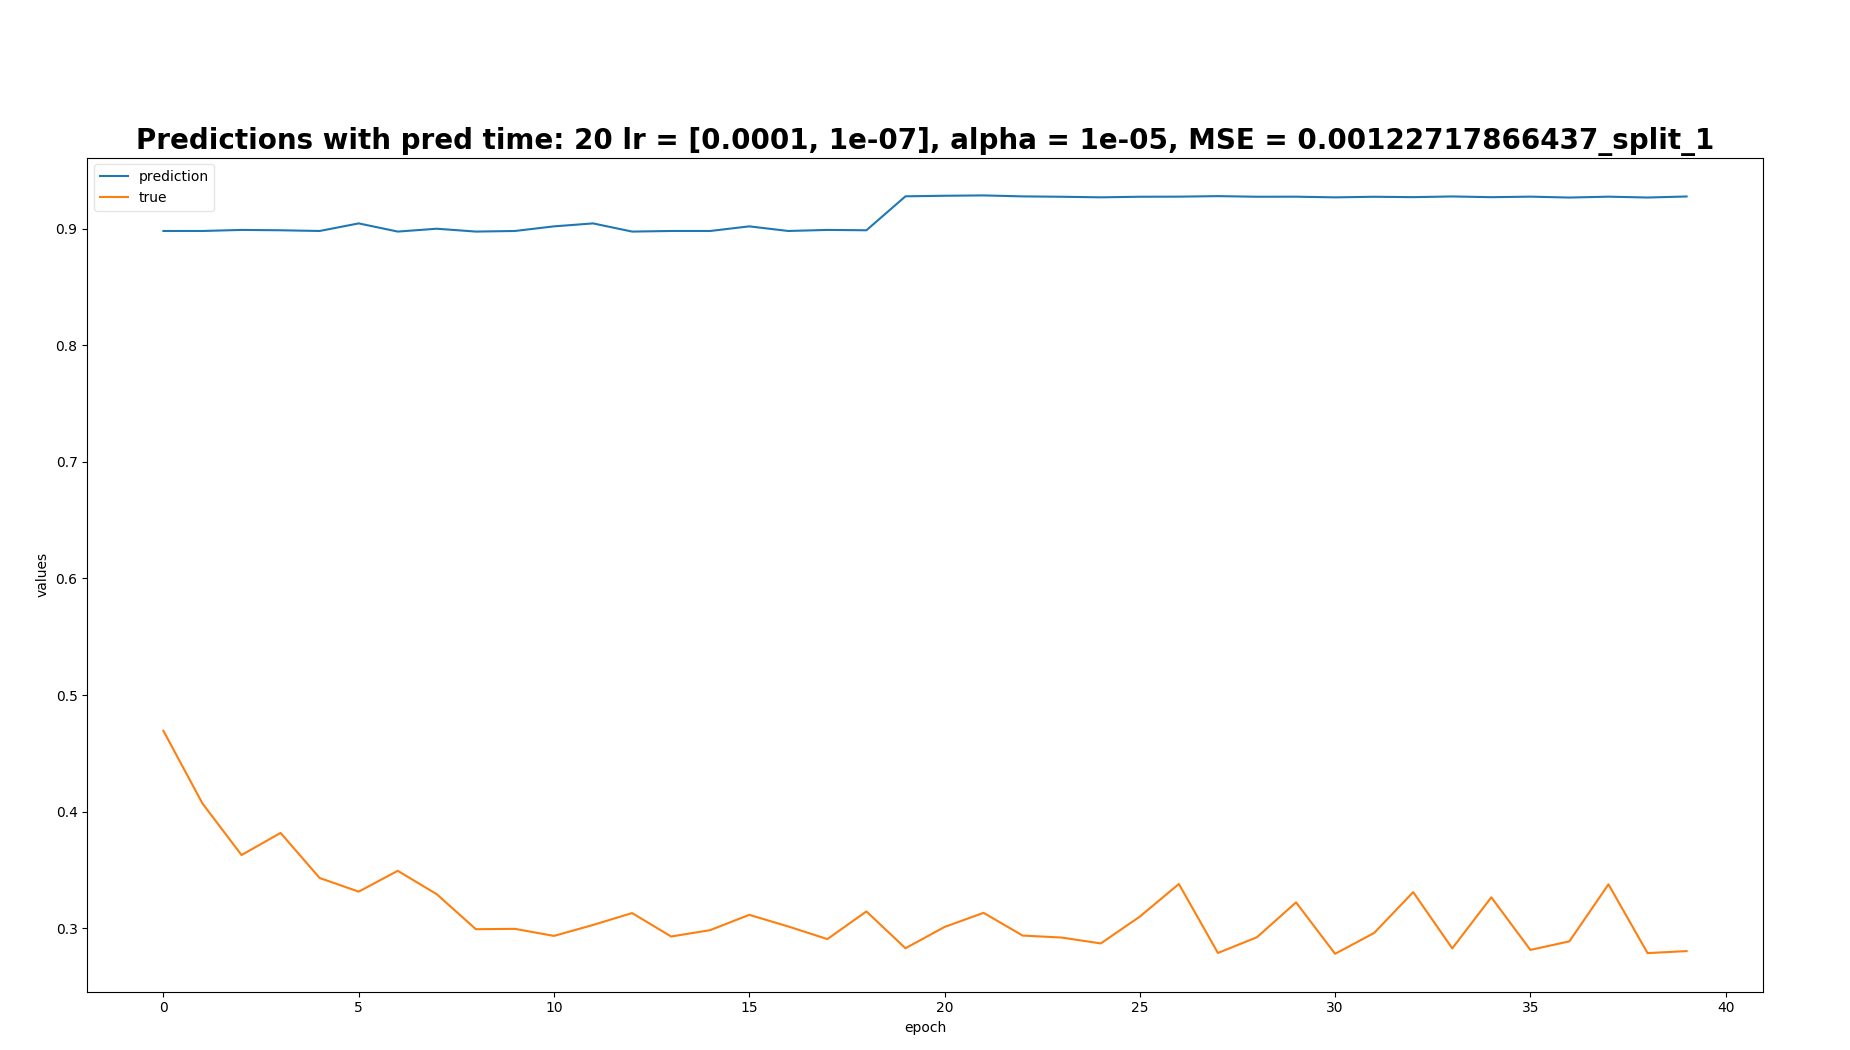 Predictions with pred time: 20 lr = [0.0001, 1e-07], alpha = 1e-05, MSE = 0.00122717866437_split_1
prediction
true
0.9
0.8
0.7
0.6
0.5
0.4
0.3
values
0 5 10 15 20 25 30 35 40
epoch